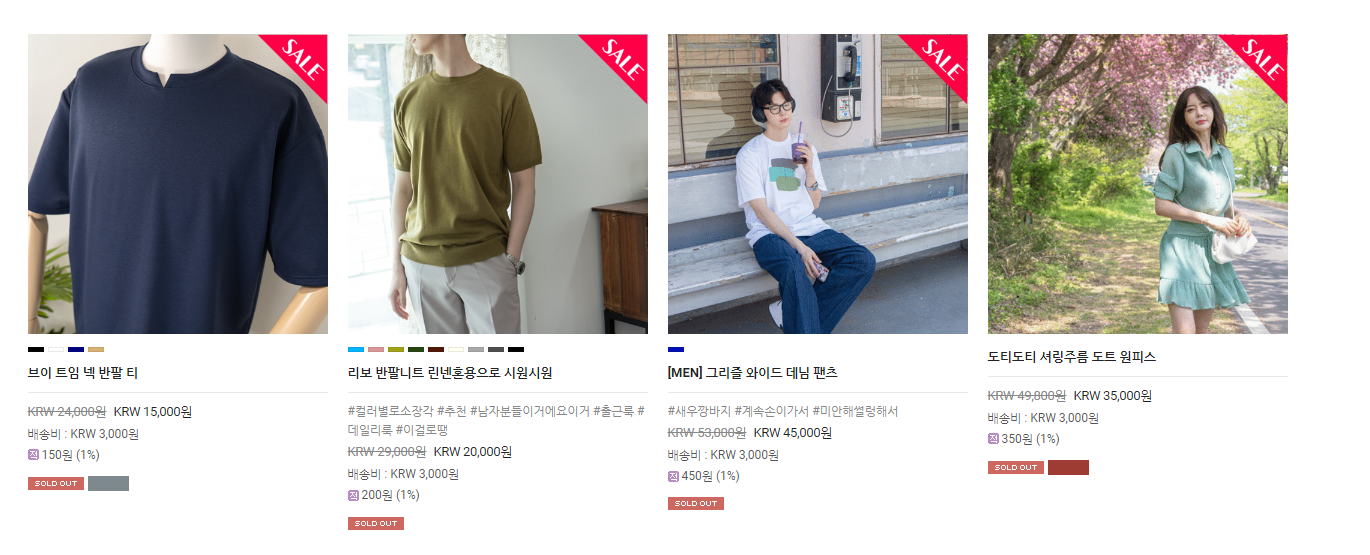 SALE
브이 트임 넥 반팔 티
KRW 24,000원 KRW 15,000원
배송비 : KRW 3,000원
적 150원 (1%)
SOLD OUT
SALE
리보 반팔니트 린넨혼용으로 시원시원
#컬러별로소장각 #추천 #남자분들이거에요이거 #출근룩 #
데일리룩 #이걸로땡
KRW 29,000원 KRW 20,000원
배송비 : KRW 3,000원
적 200원 (1%)
SOLD OUT
SALE
[MEN] 그리즐 와이드 데님 팬츠
#새우깡바지 #계속손이가서 #미안해썰렁해서
KRW 53,000원 KRW 45,000원
배송비 : KRW 3,000원
적 450원 (1%)
SOLD OUT
SALE
도티도티 셔링주름 도트 원피스
KRW 49,800원 KRW 35,000원
배송비 : KRW 3,000원
적 350원 (1%)
SOLD OUT